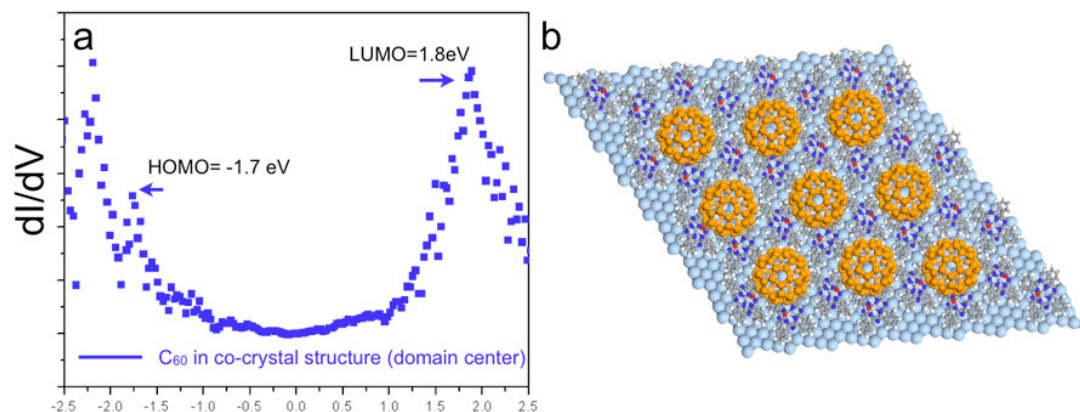 a
b
LUMO=1.8eV
HOMO= -1.7 eV
dI/dV
C₆₀ in co-crystal structure (domain center)
-2.5 -2.0 -1.5 -1.0 -0.5 0.0 0.5 1.0 1.5 2.0 2.5